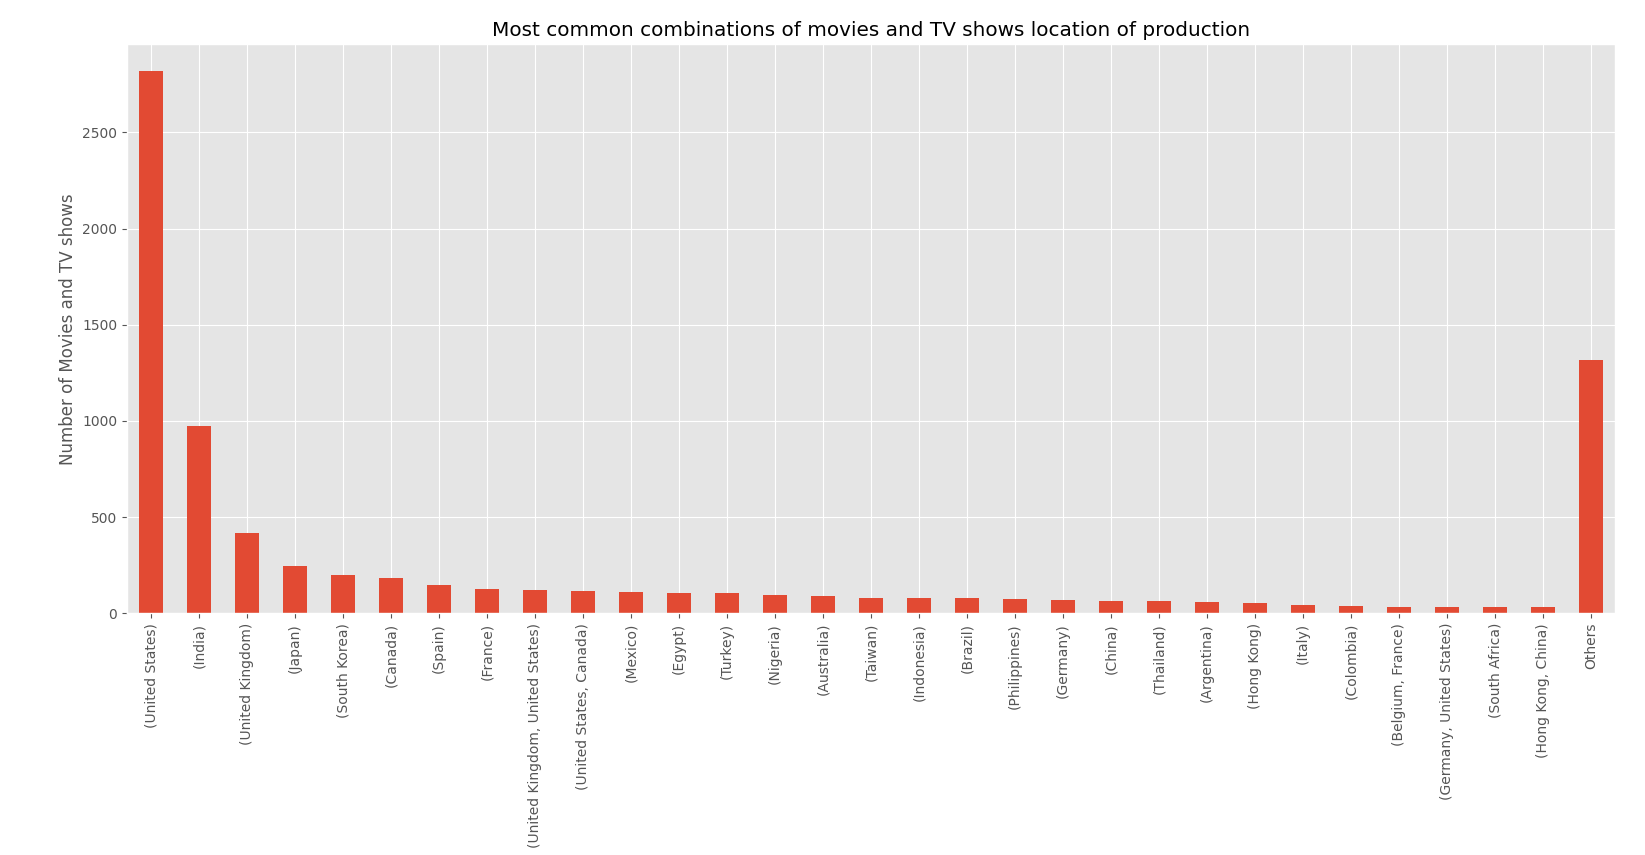 Most common combinations of movies and TV shows location of production
Number of Movies and TV shows
2500
2000
1500
1000
500
0
(United States)
(India)
(United Kingdom)
(Japan)
(South Korea)
(Canada)
(Spain)
(France)
(United Kingdom, United States)
(United States, Canada)
(Mexico)
(Egypt)
(Turkey)
(Nigeria)
(Australia)
(Taiwan)
(Indonesia)
(Brazil)
(Philippines)
(Germany)
(China)
(Thailand)
(Argentina)
(Hong Kong)
(Italy)
(Colombia)
(Belgium, France)
(Germany, United States)
(South Africa)
(Hong Kong, China)
Others